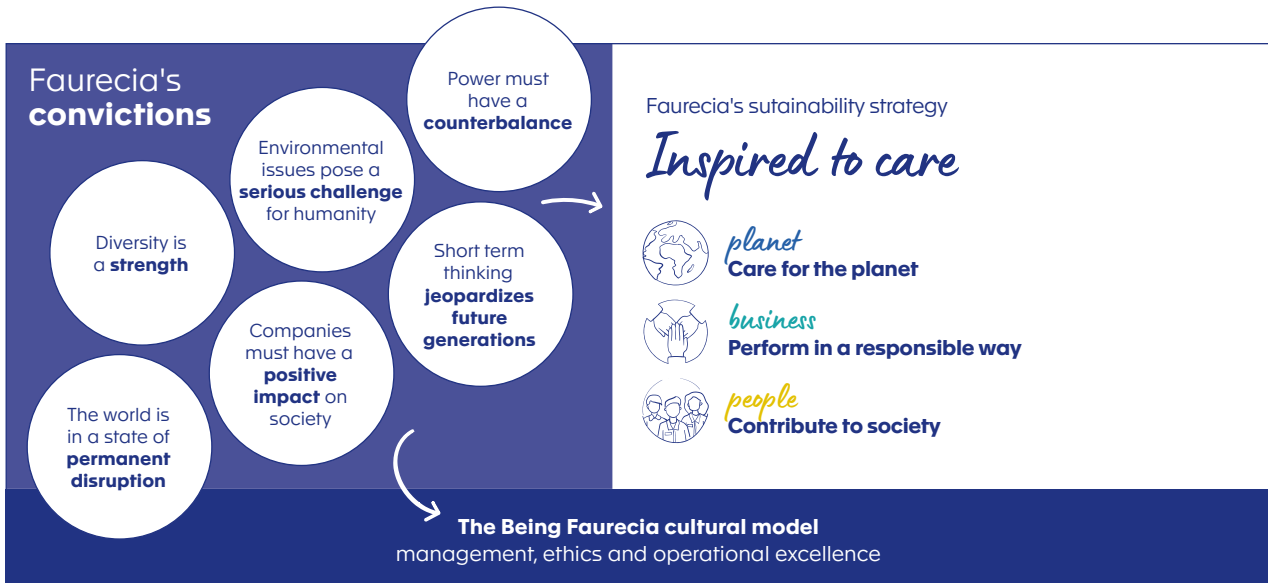 Faurecia's
convictions
Power must
have a
counterbalance
Environmental
issues pose a
serious challenge
for humanity
Diversity is
a strength
Short term
thinking
jeopardizes
future
generations
Companies
must have a
positive
impact on
society
The world is
in a state of
permanent
disruption
Faurecia's sutainability strategy
Inspired to care
planet
Care for the planet
business
Perform in a responsible way
people
Contribute to society
The Being Faurecia cultural model
management, ethics and operational excellence